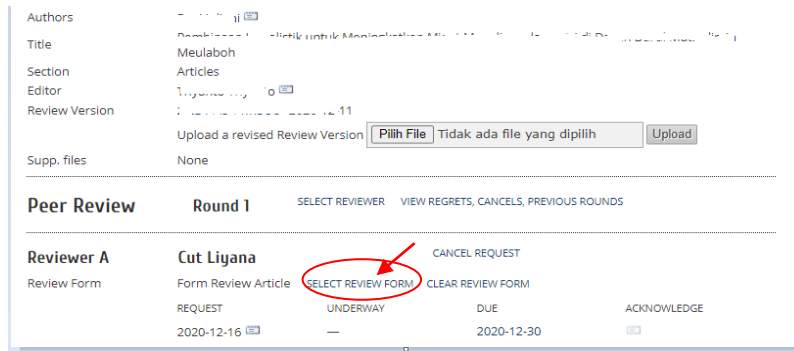 Authors
Title
Meulaboh
Section Articles
Editor
Review Version 11
Upload a revised Review Version Pilih File Tidak ada file yang dipilih Upload
Supp. files None
Peer Review Round 1 SELECT REVIEWER VIEW REGRETS, CANCELS, PREVIOUS ROUNDS
Reviewer A Cut Liyana CANCEL REQUEST
Review Form Form Review Article SELECT REVIEW FORM CLEAR REVIEW FORM
REQUEST UNDERWAY DUE ACKNOWLEDGE
2020-12-16 — 2020-12-30